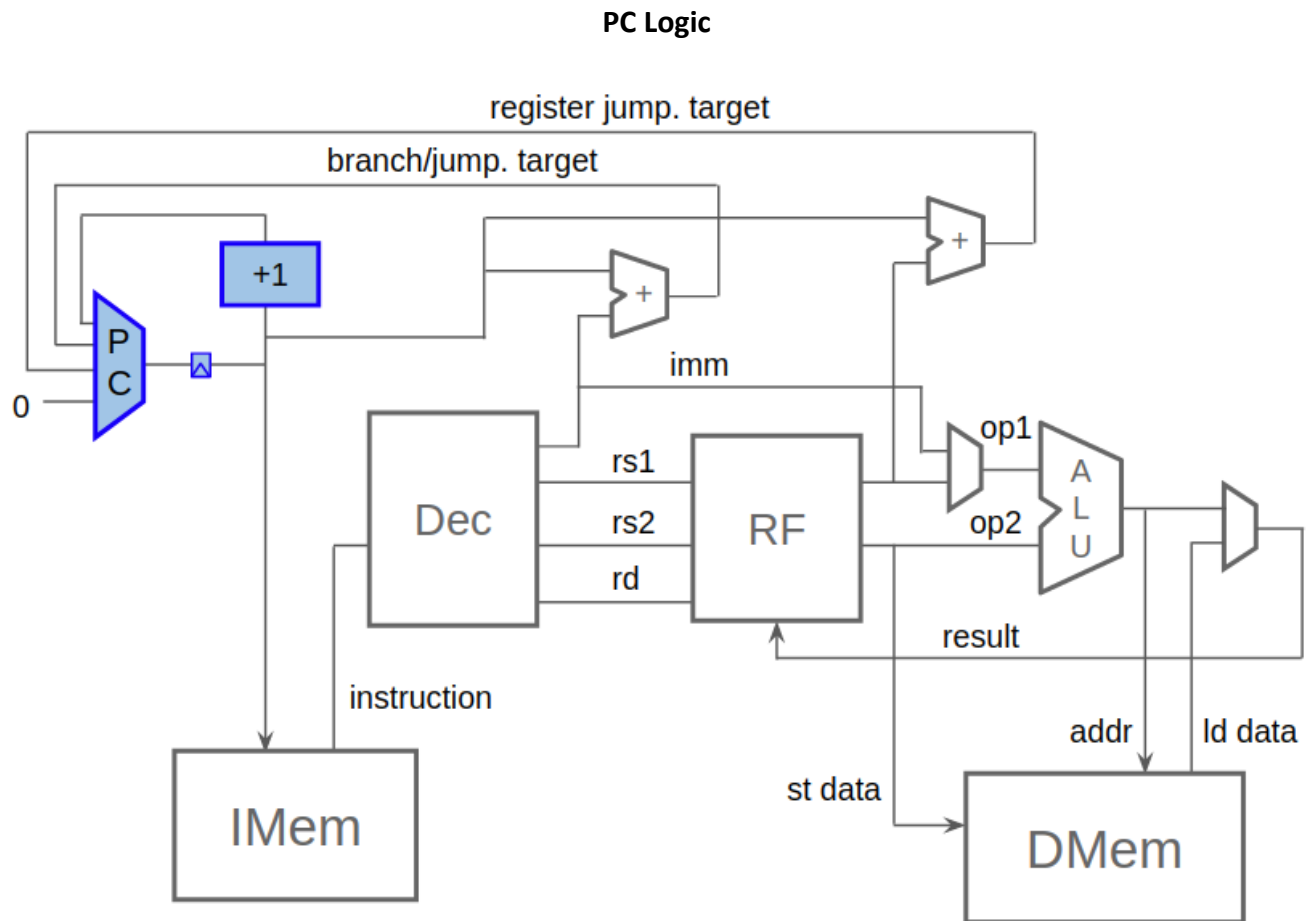 PC Logic
register jump. target
branch/jump. target
+1
+
+
P
C
0
imm
op1
rs1
A
L
U
Dec
RF
rs2
op2
rd
result
instruction
addr
ld data
st data
IMem
DMem